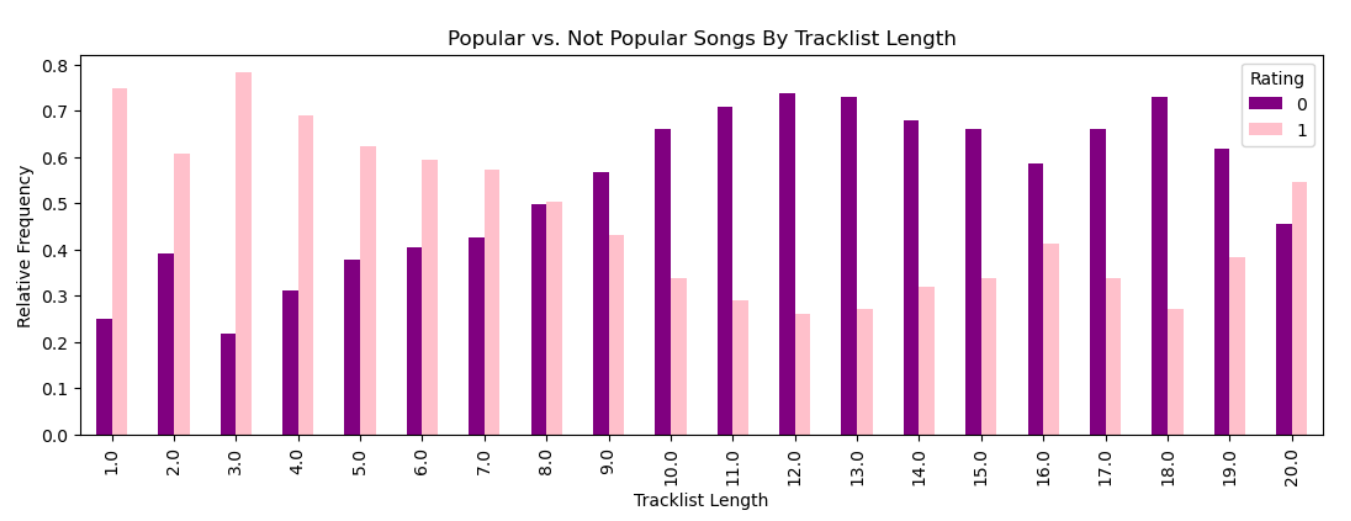 Popular vs. Not Popular Songs By Tracklist Length
Relative Frequency
0.8
0.7
0.6
0.5
0.4
0.3
0.2
0.1
0.0
Rating
0
1
1.0 2.0 3.0 4.0 5.0 6.0 7.0 8.0 9.0 10.0 11.0 12.0 13.0 14.0 15.0 16.0 17.0 18.0 19.0 20.0
Tracklist Length